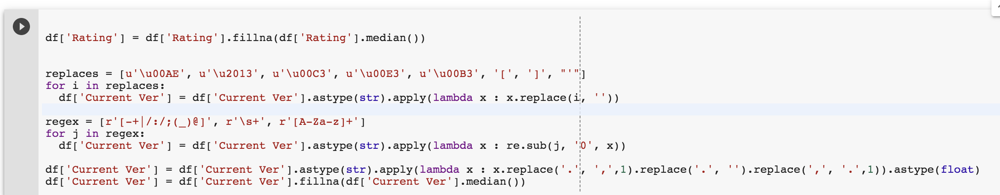 df['Rating'] = df['Rating'].fillna(df['Rating'].median())
replaces = [u'\u00AE', u'\u2013', u'\u00C3', u'\u00E3', u'\u00B3', '[', ']', "'"]
for i in replaces:
  df['Current Ver'] = df['Current Ver'].astype(str).apply(lambda x : x.replace(i, ''))
regex = [r'[-+|/:/;(_)@]', r'\s+', r'[A-Za-z]+']
for j in regex:
  df['Current Ver'] = df['Current Ver'].astype(str).apply(lambda x : re.sub(j, '0', x))
df['Current Ver'] = df['Current Ver'].astype(str).apply(lambda x : x.replace('.', ',',1).replace('.', '').replace(',', '.',1)).astype(float)
df['Current Ver'] = df['Current Ver'].fillna(df['Current Ver'].median())